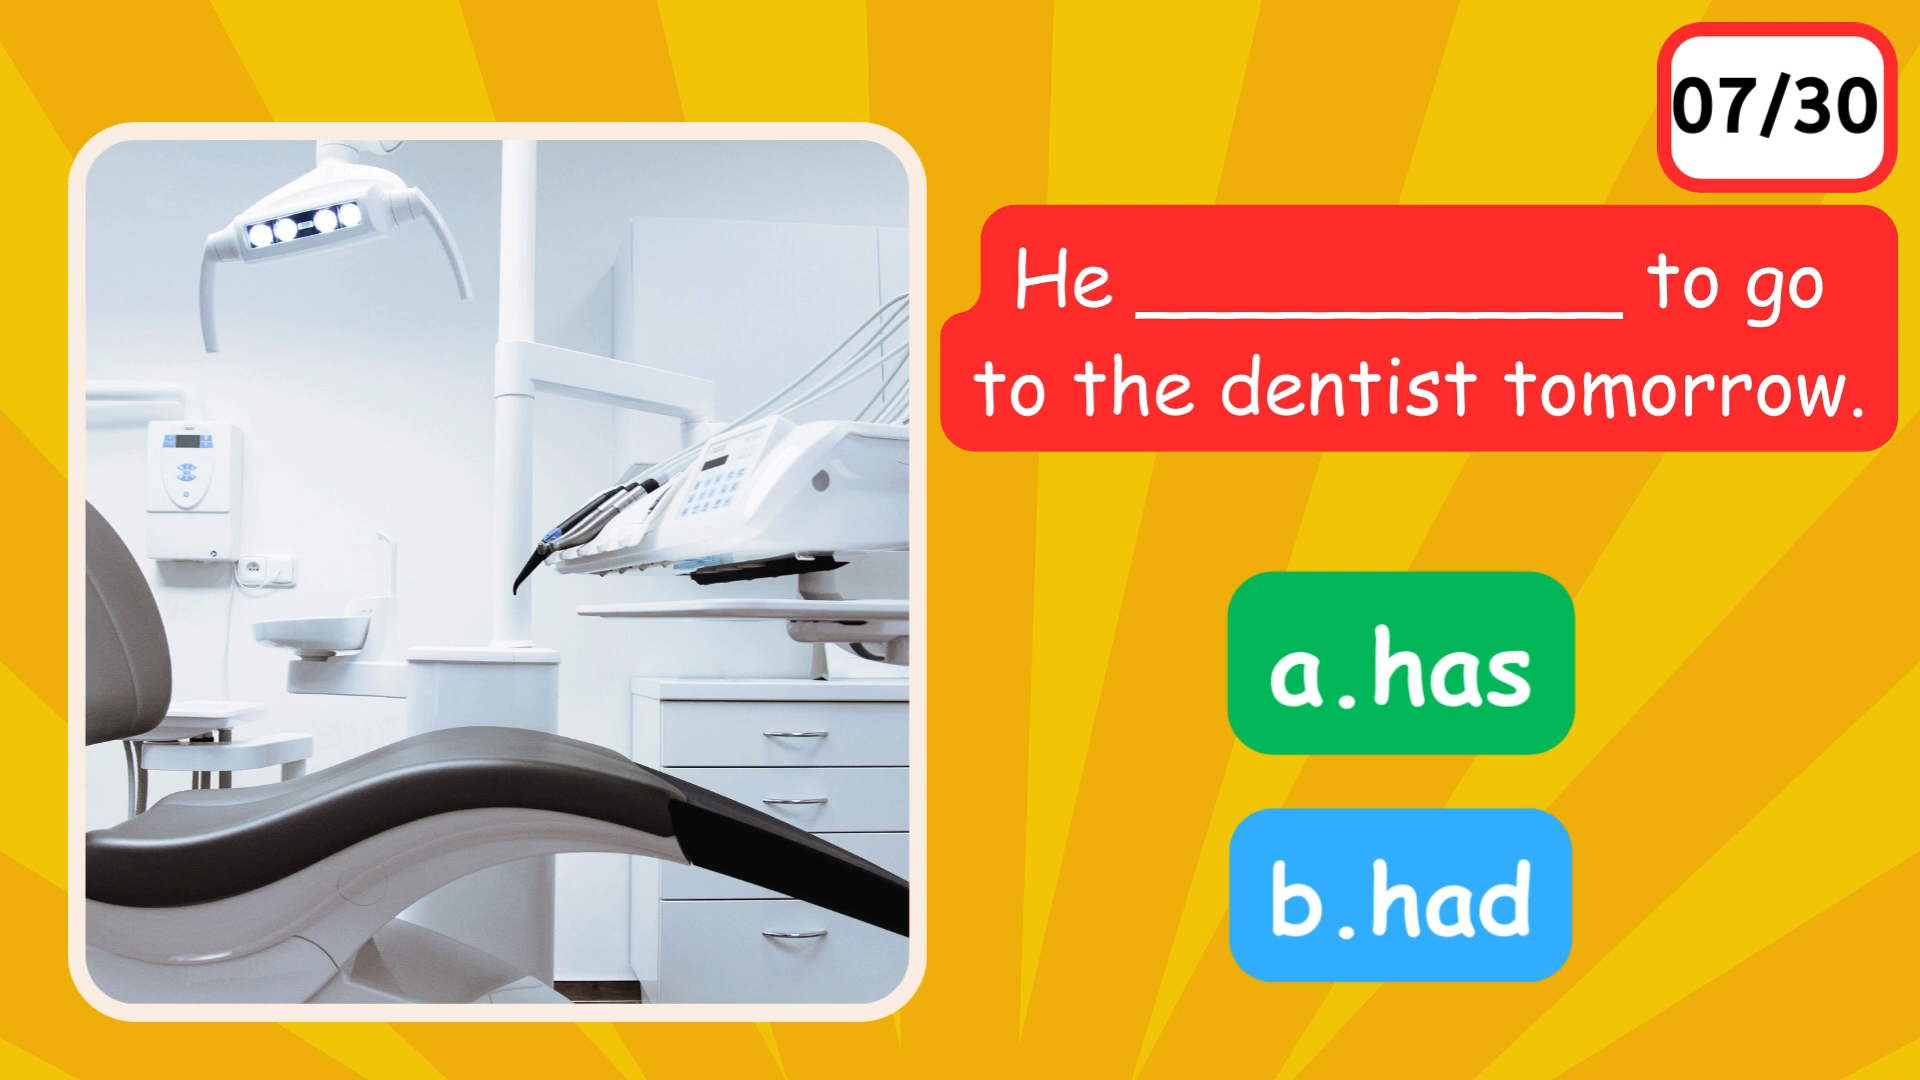 07/30
He ____________ to go
to the dentist tomorrow.
a.has
b.had